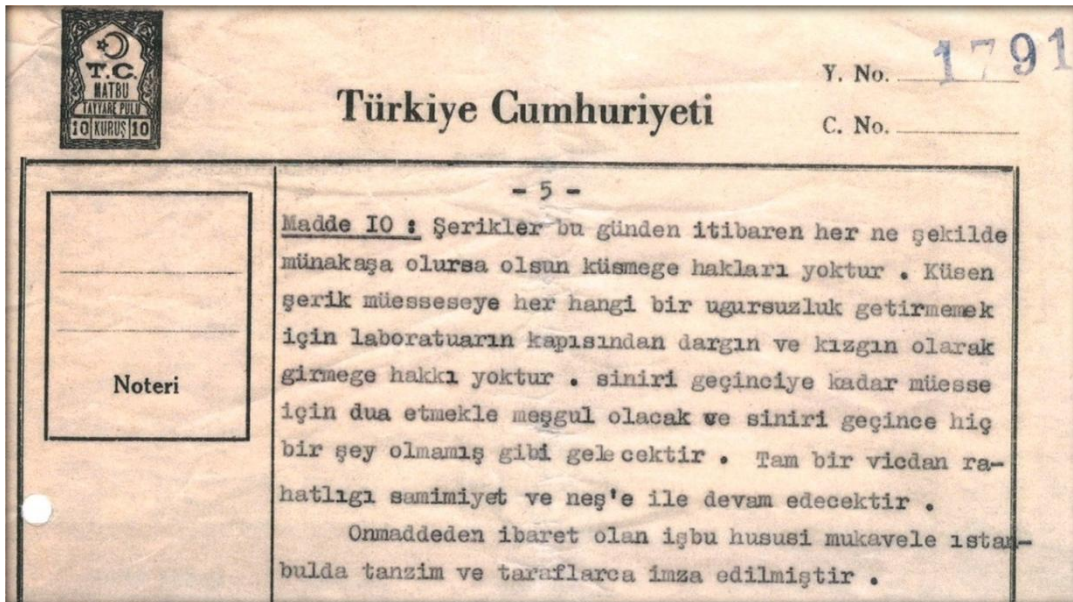 T.C.
MATBU
TAYYARE PULU
10 KURUŞ 10
Türkiye Cumhuriyeti
Y. No. 1791
C. No.
Noteri
- 5 -
Madde IO : Şerikler bu günden itibaren her ne şekilde
münakaşa olursa olsun küsmege hakları yoktur . Küsen
şerik müesseseye her hangi bir ugursuzluk getirmemek
için laboratuarın kapısından dargın ve kızgın olarak
girmege hakkı yoktur . siniri geçinciye kadar müesse
için dua etmekle meşgul olacak ve siniri geçince hiç
bir şey olmamış gibi gelecektir . Tam bir vicdan ra-
hatlıgı samimiyet ve neş'e ile devam edecektir .
Onmaddeden ibaret olan işbu hususi mukavele ıstan-
bulda tanzim ve taraflarca imza edilmiştir .